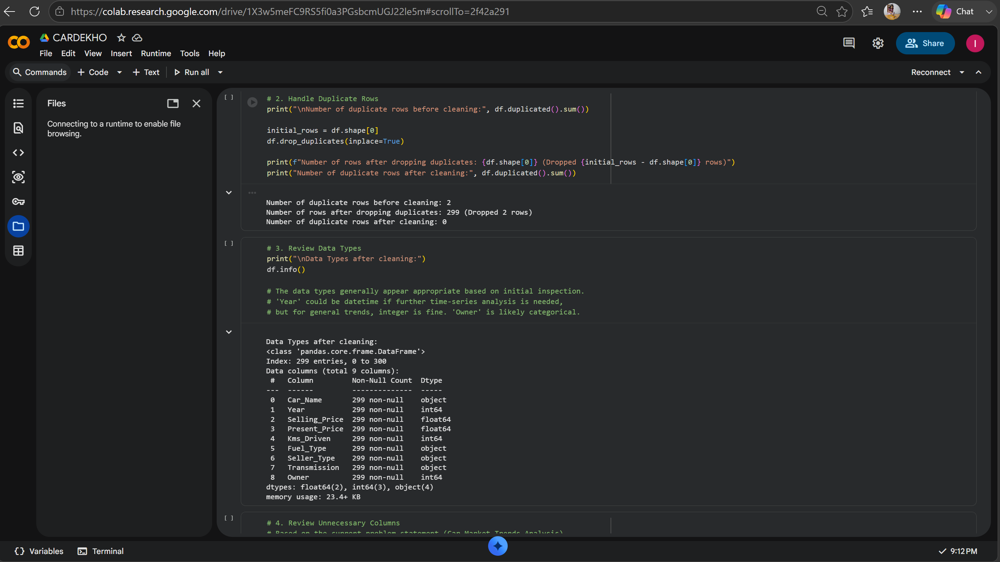 https://colab.research.google.com/drive/1X3w5meFC9RS5fi0a3PGsbcmUGJ22le5m#scrollTo=2f42a291
Chat
CARDEKHO
File Edit View Insert Runtime Tools Help
Share
I
Commands + Code + Text Run all
Reconnect
Files
Connecting to a runtime to enable file
browsing.
[ ]
# 2. Handle Duplicate Rows
print("\nNumber of duplicate rows before cleaning:", df.duplicated().sum())
initial_rows = df.shape[0]
df.drop_duplicates(inplace=True)
print(f"Number of rows after dropping duplicates: {df.shape[0]} (Dropped {initial_rows - df.shape[0]} rows)")
print("Number of duplicate rows after cleaning:", df.duplicated().sum())
Number of duplicate rows before cleaning: 2
Number of rows after dropping duplicates: 299 (Dropped 2 rows)
Number of duplicate rows after cleaning: 0
[ ]
# 3. Review Data Types
print("\nData Types after cleaning:")
df.info()
# The data types generally appear appropriate based on initial inspection.
# 'Year' could be datetime if further time-series analysis is needed,
# but for general trends, integer is fine. 'Owner' is likely categorical.
Data Types after cleaning:
<class 'pandas.core.frame.DataFrame'>
Index: 299 entries, 0 to 300
Data columns (total 9 columns):
 #   Column         Non-Null Count  Dtype
---  ------         --------------  -----
 0   Car_Name       299 non-null    object
 1   Year           299 non-null    int64
 2   Selling_Price  299 non-null    float64
 3   Present_Price  299 non-null    float64
 4   Kms_Driven     299 non-null    int64
 5   Fuel_Type      299 non-null    object
 6   Seller_Type    299 non-null    object
 7   Transmission   299 non-null    object
 8   Owner          299 non-null    int64
dtypes: float64(2), int64(3), object(4)
memory usage: 23.4+ KB
[ ]
# 4. Review Unnecessary Columns
# Based on the current problem statement (Car Market Trends Analysis)
Variables Terminal
9:12 PM